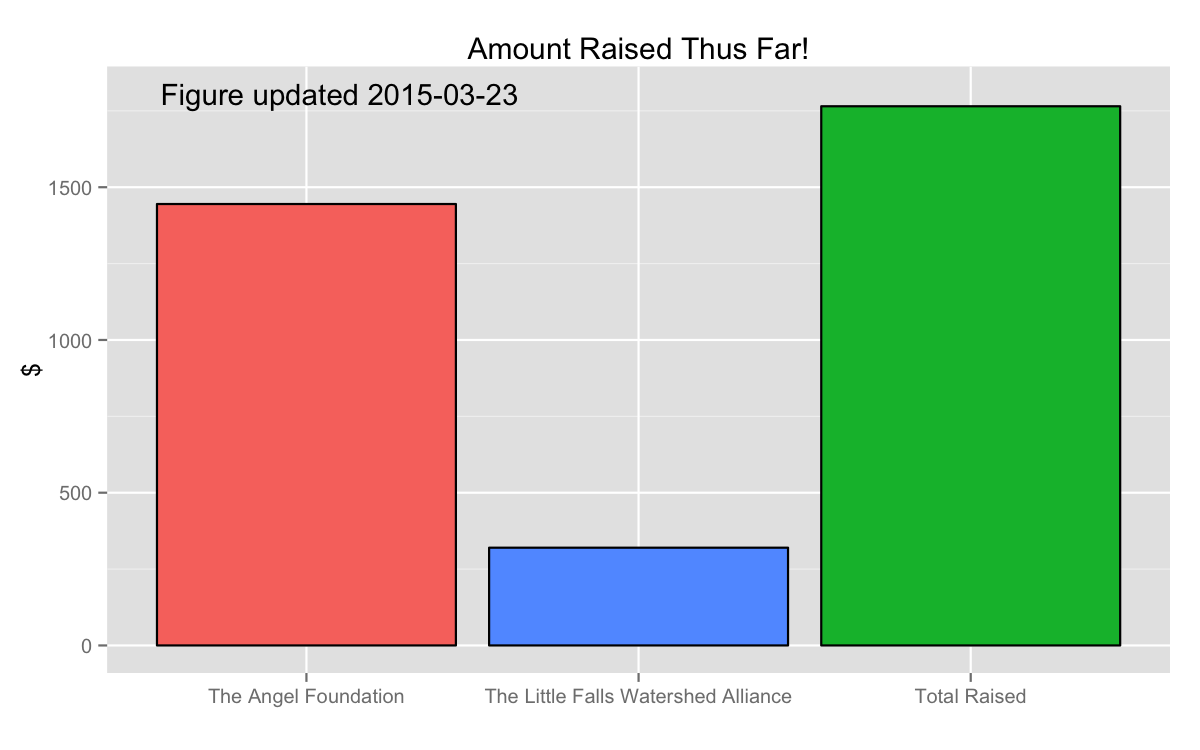 Amount Raised Thus Far!
Figure updated 2015-03-23
1500
1000
500
0
$
The Angel Foundation
The Little Falls Watershed Alliance
Total Raised